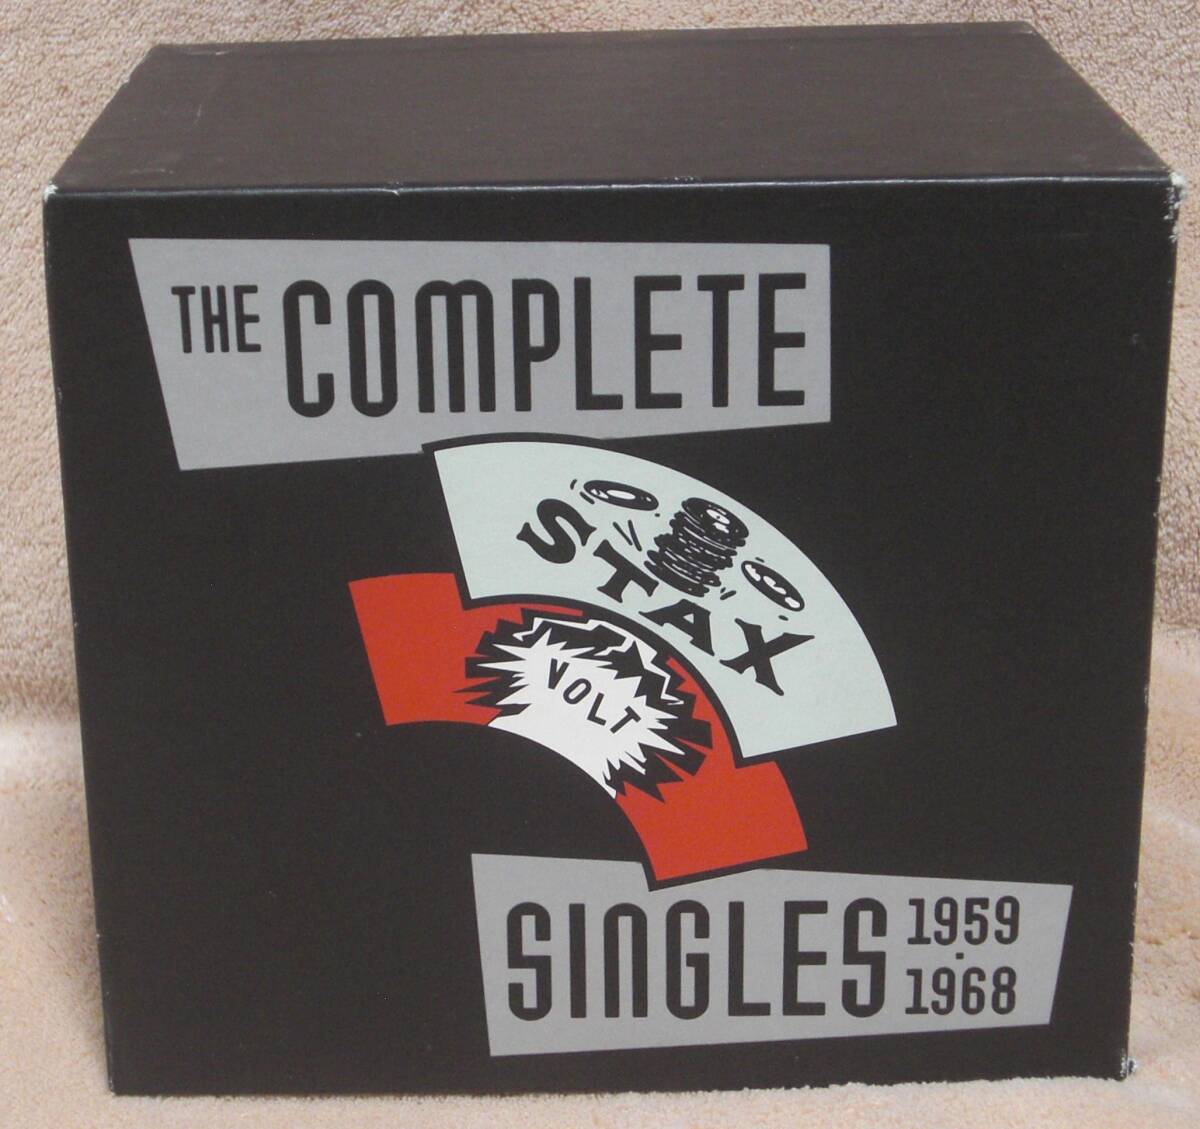 THE COMPLETE
STAX
VOLT
SINGLES 1959
-
1968